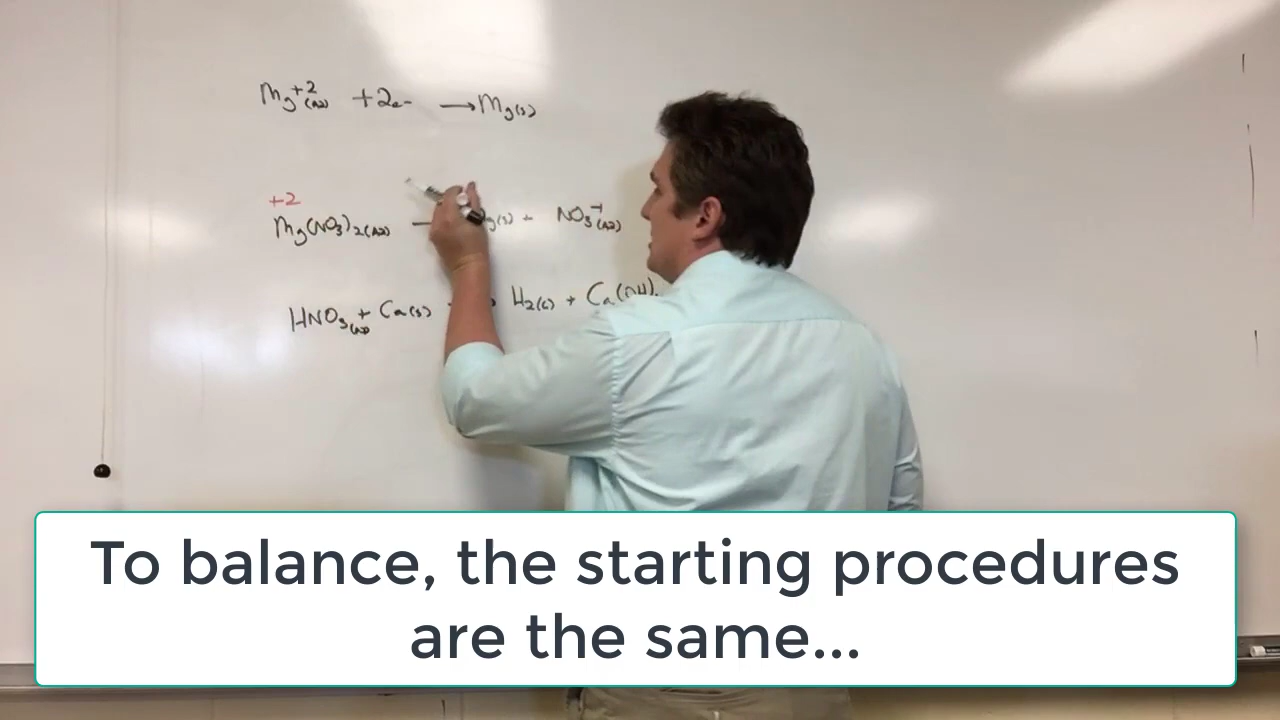 Mg+2(aq) +2e- → Mg(s)
+2
Mg(NO3)2(aq) → g(s) + NO3-1(aq)
HNO3(aq) + Ca(s) H2(G) + Ca(OH)
To balance, the starting procedures
are the same...